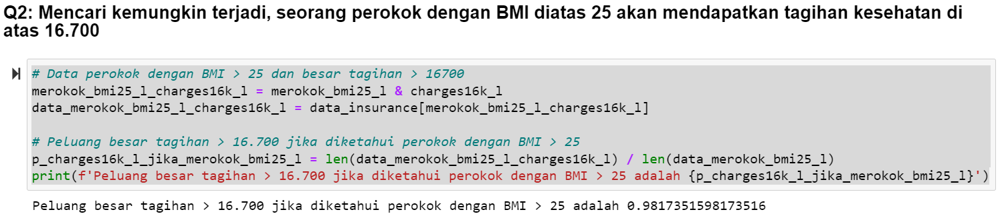 Q2: Mencari kemungkin terjadi, seorang perokok dengan BMI diatas 25 akan mendapatkan tagihan kesehatan di
atas 16.700
# Data perokok dengan BMI > 25 dan besar tagihan > 16700
merokok_bmi25_l_charges16k_l = merokok_bmi25_l & charges16k_l
data_merokok_bmi25_l_charges16k_l = data_insurance[merokok_bmi25_l_charges16k_l]
# Peluang besar tagihan > 16.700 jika diketahui perokok dengan BMI > 25
p_charges16k_l_jika_merokok_bmi25_l = len(data_merokok_bmi25_l_charges16k_l) / len(data_merokok_bmi25_l)
print(f'Peluang besar tagihan > 16.700 jika diketahui perokok dengan BMI > 25 adalah {p_charges16k_l_jika_merokok_bmi25_l}')
Peluang besar tagihan > 16.700 jika diketahui perokok dengan BMI > 25 adalah 0.9817351598173516